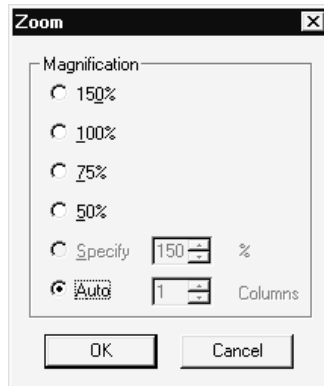 Zoom
Magnification
150%
100%
75%
50%
Specify 150 %
Auto 1 Columns
OK Cancel